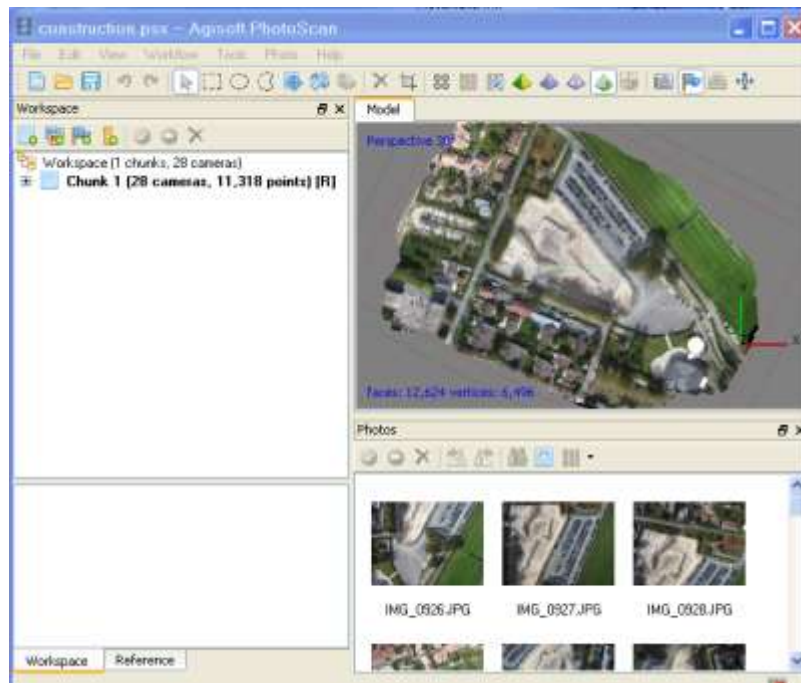 construction.psx — Agisoft PhotoScan
File Edit View Workflow Tools Photo Help
Workspace
Workspace (1 chunks, 28 cameras)
Chunk 1 (28 cameras, 11,318 points) [R]
Workspace
Reference
Model
Perspective 30°
X
faces: 12,624 vertices: 6,496
Photos
IMG_0926.JPG
IMG_0927.JPG
IMG_0928.JPG